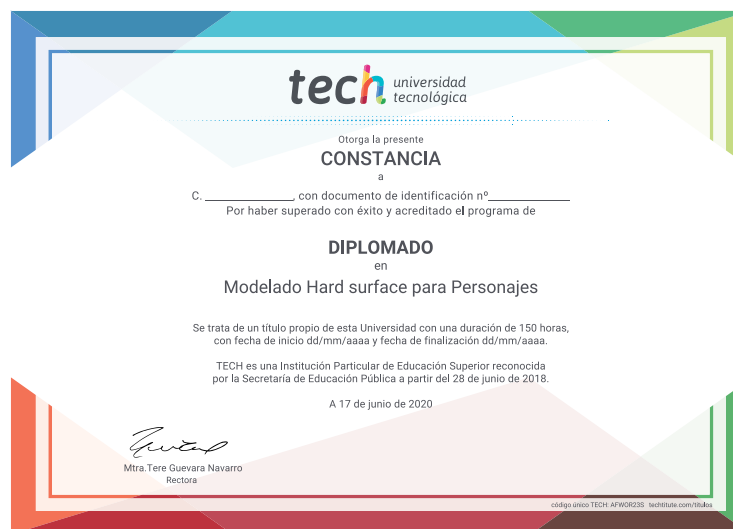 tech universidad
tecnológica
Otorga la presente
CONSTANCIA
a
C. ______________, con documento de identificación nº______________
Por haber superado con éxito y acreditado el programa de
DIPLOMADO
en
Modelado Hard surface para Personajes
Se trata de un título propio de esta Universidad con una duración de 150 horas,
con fecha de inicio dd/mm/aaaa y fecha de finalización dd/mm/aaaa.
TECH es una Institución Particular de Educación Superior reconocida
por la Secretaría de Educación Pública a partir del 28 de junio de 2018.
A 17 de junio de 2020
Mtra.Tere Guevara Navarro
Rectora
código único TECH: AFWOR23S techtitute.com/titulos